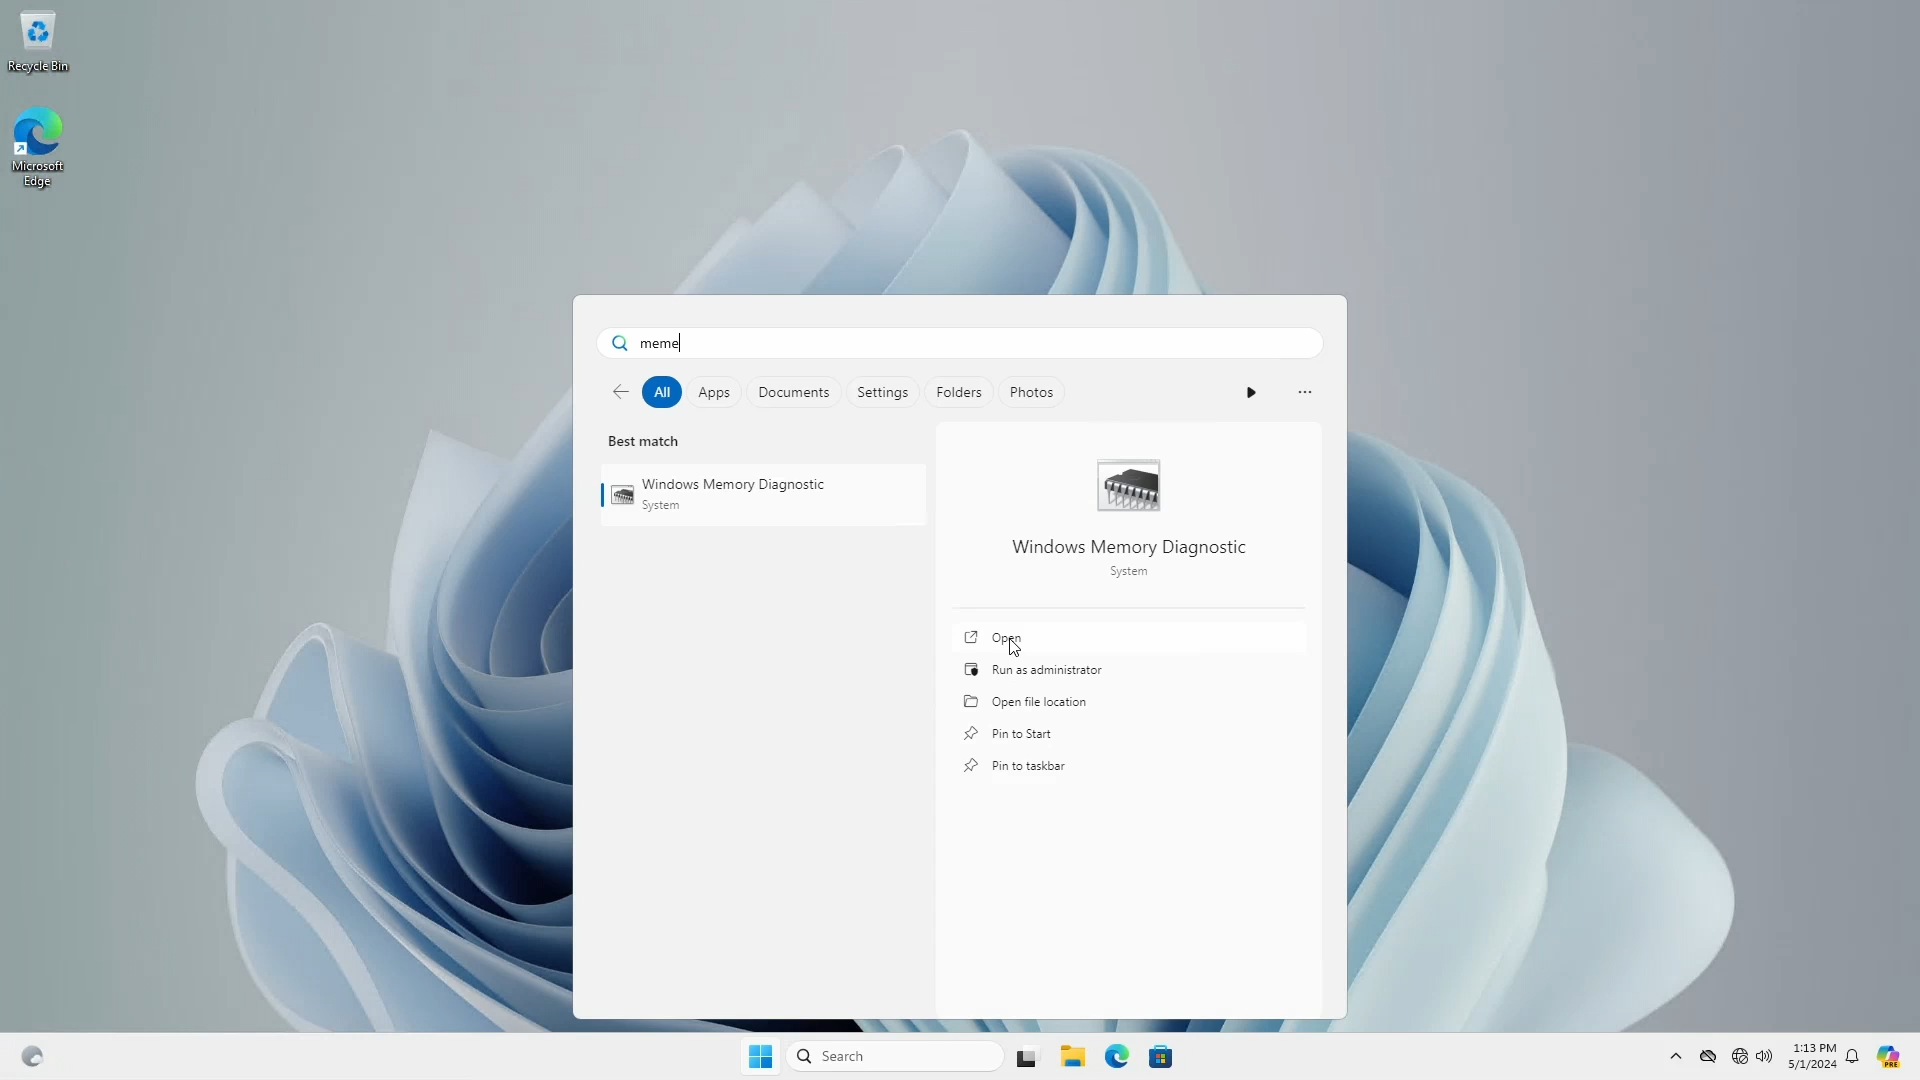 Recycle Bin
Microsoft
Edge
meme
All
Apps
Documents
Settings
Folders
Photos
Best match
Windows Memory Diagnostic
System
Windows Memory Diagnostic
System
Open
Run as administrator
Open file location
Pin to Start
Pin to taskbar
Search
1:13 PM
5/1/2024
PRE